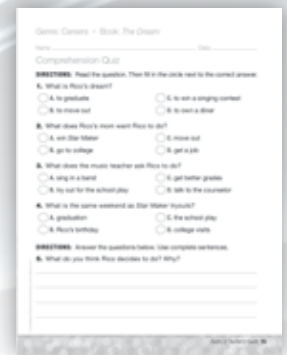 Genre: Careers • Book: The Dream
Name Date
Comprehension Quiz
DIRECTIONS: Read the question. Then fill in the circle next to the correct answer.
1. What is Rico's dream?
A. to graduate C. to win a singing contest
B. to move out D. to own a diner
2. What does Rico's mom want Rico to do?
A. win Star Maker C. move out
B. go to college D. get a job
3. What does the music teacher ask Rico to do?
A. sing in a band C. get better grades
B. try out for the school play D. talk to the counselor
4. What is the same weekend as Star Maker tryouts?
A. graduation C. the school play
B. Rico's birthday D. college visits
DIRECTIONS: Answer the questions below. Use complete sentences.
5. What do you think Rico decides to do? Why?